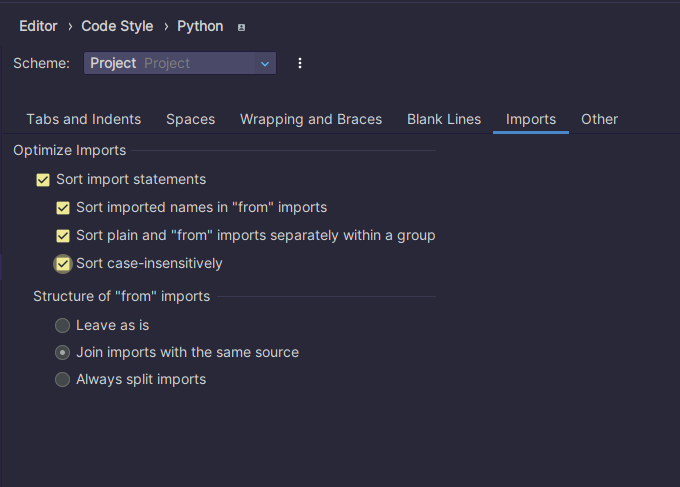 Editor › Code Style › Python
Scheme: Project Project
Tabs and Indents Spaces Wrapping and Braces Blank Lines Imports Other
Optimize Imports
Sort import statements
Sort imported names in "from" imports
Sort plain and "from" imports separately within a group
Sort case-insensitively
Structure of "from" imports
Leave as is
Join imports with the same source
Always split imports